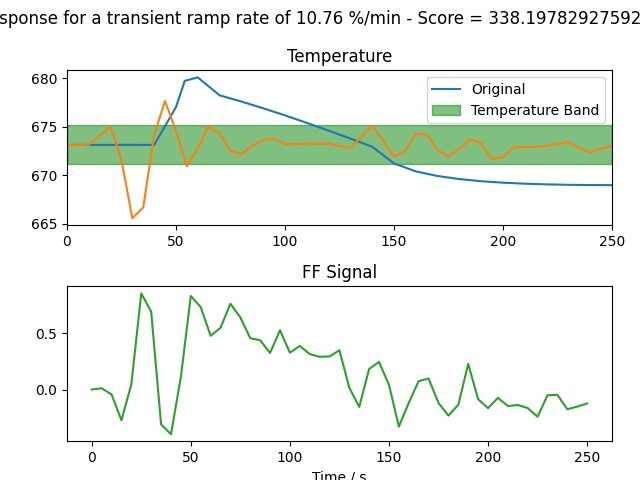 sponse for a transient ramp rate of 10.76 %/min - Score = 338.19782927592
Temperature
680
675
670
665
Original
Temperature Band
0 50 100 150 200 250
FF Signal
0.5
0.0
0 50 100 150 200 250
Time / s